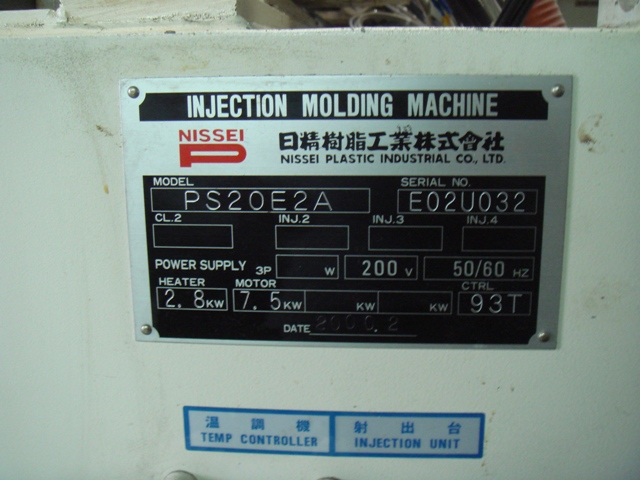 INJECTION MOLDING MACHINE
NISSEI
P
日精樹脂工業株式会社
NISSEI PLASTIC INDUSTRIAL CO., LTD.
MODEL PS20E2A SERIAL NO. E02U032
CL.2 INJ.2 INJ.3 INJ.4
POWER SUPPLY 3P W 200 V 50/60 HZ
HEATER MOTOR CTRL
2.8 KW 7.5 KW KW KW 93T
DATE 2000.2
温調機 射出台
TEMP CONTROLLER INJECTION UNIT